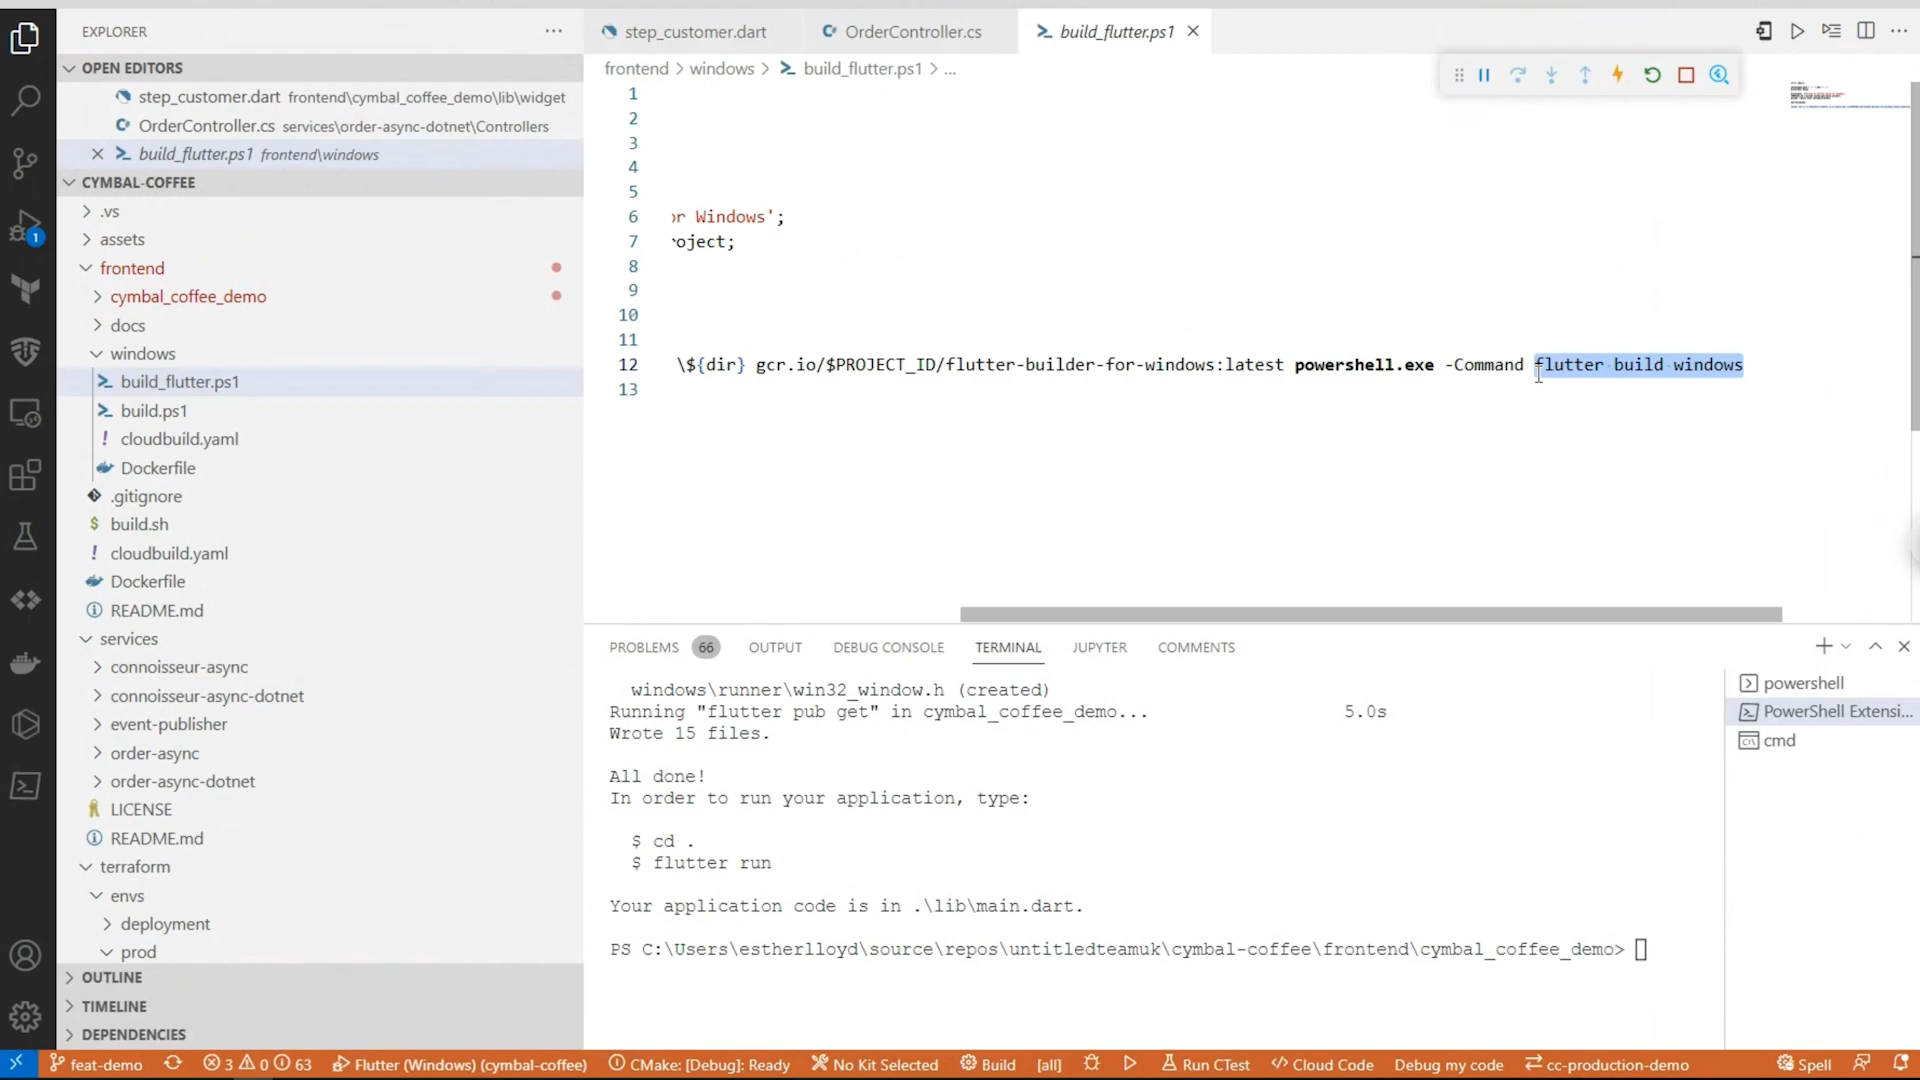 EXPLORER
OPEN EDITORS
step_customer.dart frontend\cymbal_coffee_demo\lib\widget
OrderController.cs services\order-async-dotnet\Controllers
build_flutter.ps1 frontend\windows
CYMBAL-COFFEE
.vs
assets
frontend
cymbal_coffee_demo
docs
windows
build_flutter.ps1
build.ps1
! cloudbuild.yaml
Dockerfile
.gitignore
$ build.sh
! cloudbuild.yaml
Dockerfile
README.md
services
connoisseur-async
connoisseur-async-dotnet
event-publisher
order-async
order-async-dotnet
LICENSE
README.md
terraform
envs
deployment
prod
OUTLINE
TIMELINE
DEPENDENCIES
1
step_customer.dart
OrderController.cs
build_flutter.ps1
frontend > windows > build_flutter.ps1 > ...
1
2
3
4
5
6 or Windows';
7 roject;
8
9
10
11
12 \${dir} gcr.io/$PROJECT_ID/flutter-builder-for-windows:latest powershell.exe -Command flutter build windows
13
PROBLEMS 66 OUTPUT DEBUG CONSOLE TERMINAL JUPYTER COMMENTS
windows\runner\win32_window.h (created)
Running "flutter pub get" in cymbal_coffee_demo... 5.0s
Wrote 15 files.
All done!
In order to run your application, type:
$ cd .
$ flutter run
Your application code is in .\lib\main.dart.
PS C:\Users\estherlloyd\source\repos\untitledteamuk\cymbal-coffee\frontend\cymbal_coffee_demo>
powershell
PowerShell Extensi...
cmd
feat-demo 3 0 63 Flutter (Windows) (cymbal-coffee) CMake: [Debug]: Ready No Kit Selected Build [all] Run CTest Cloud Code Debug my code cc-production-demo Spell